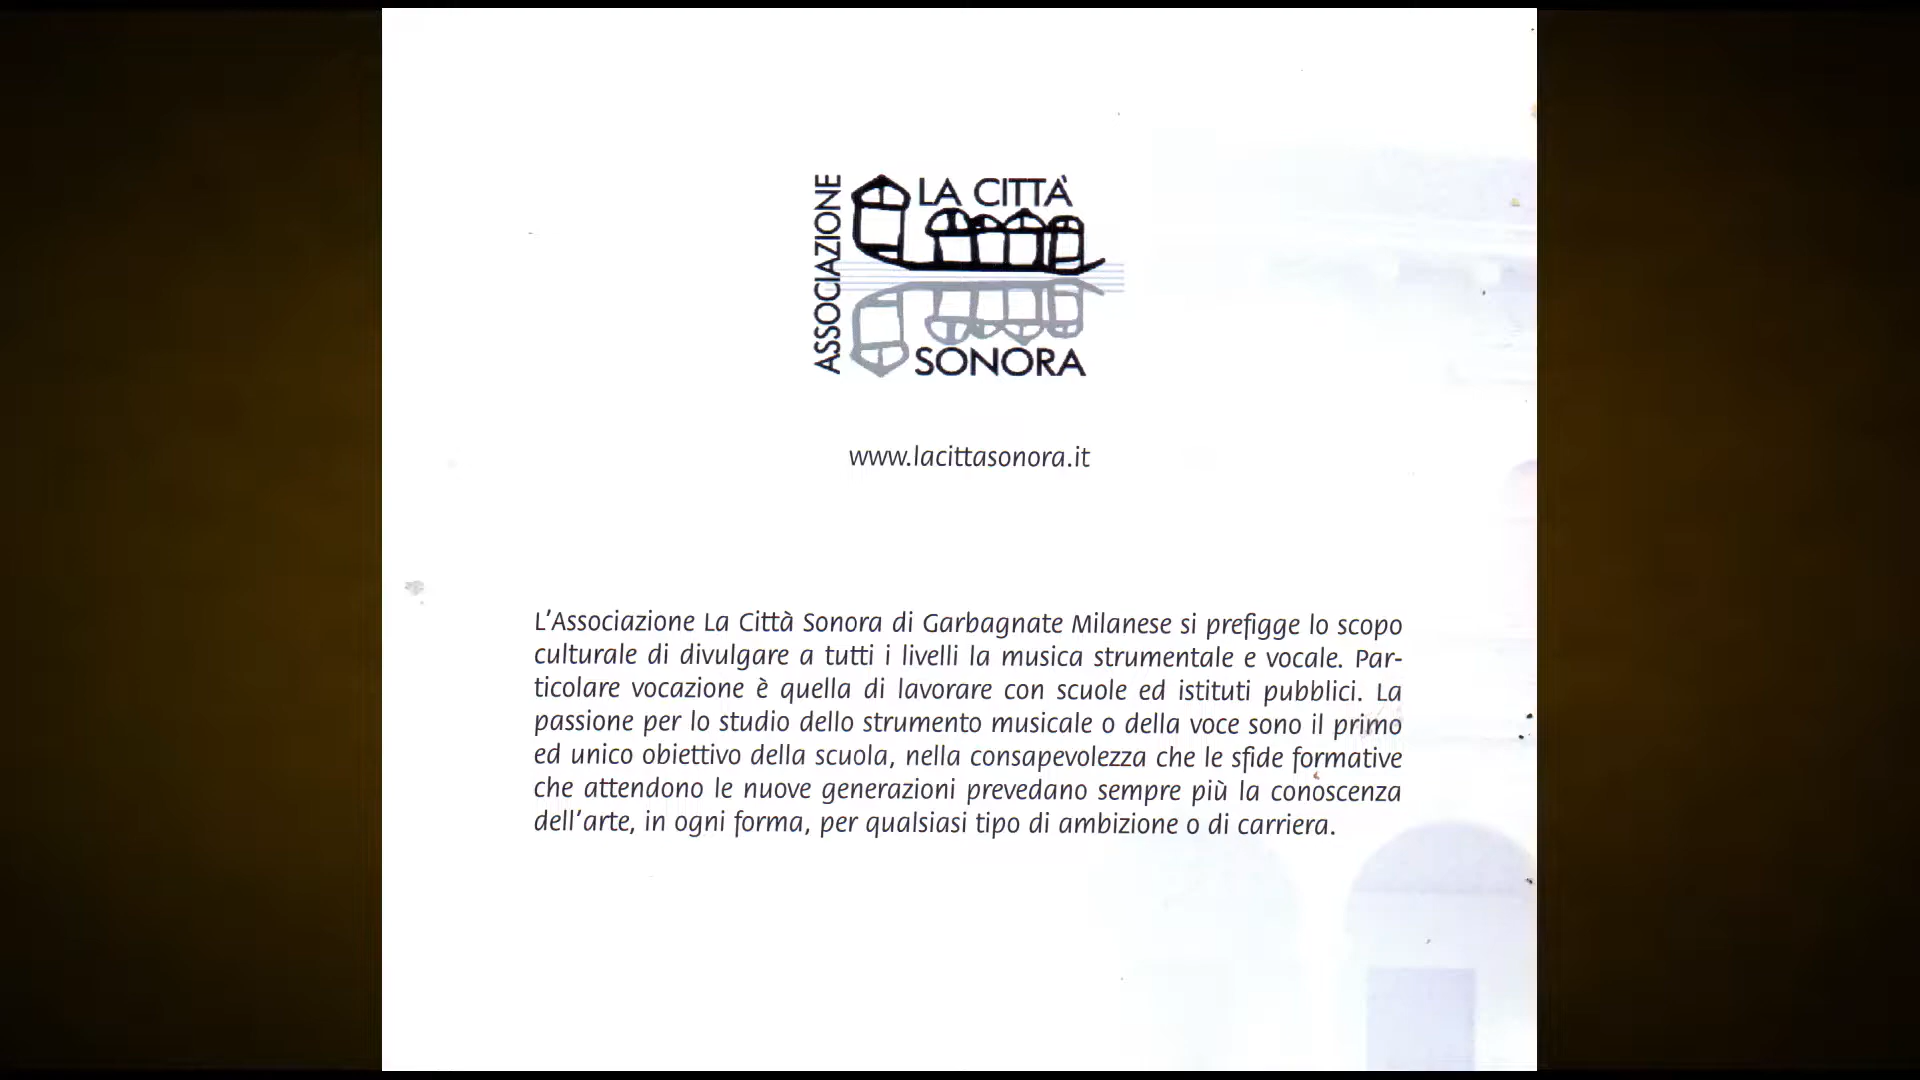 ASSOCIAZIONE
LA CITTÀ
SONORA
www.lacittasonora.it
L'Associazione La Città Sonora di Garbagnate Milanese si prefigge lo scopo
culturale di divulgare a tutti i livelli la musica strumentale e vocale. Par-
ticolare vocazione è quella di lavorare con scuole ed istituti pubblici. La
passione per lo studio dello strumento musicale o della voce sono il primo
ed unico obiettivo della scuola, nella consapevolezza che le sfide formative
che attendono le nuove generazioni prevedano sempre più la conoscenza
dell'arte, in ogni forma, per qualsiasi tipo di ambizione o di carriera.